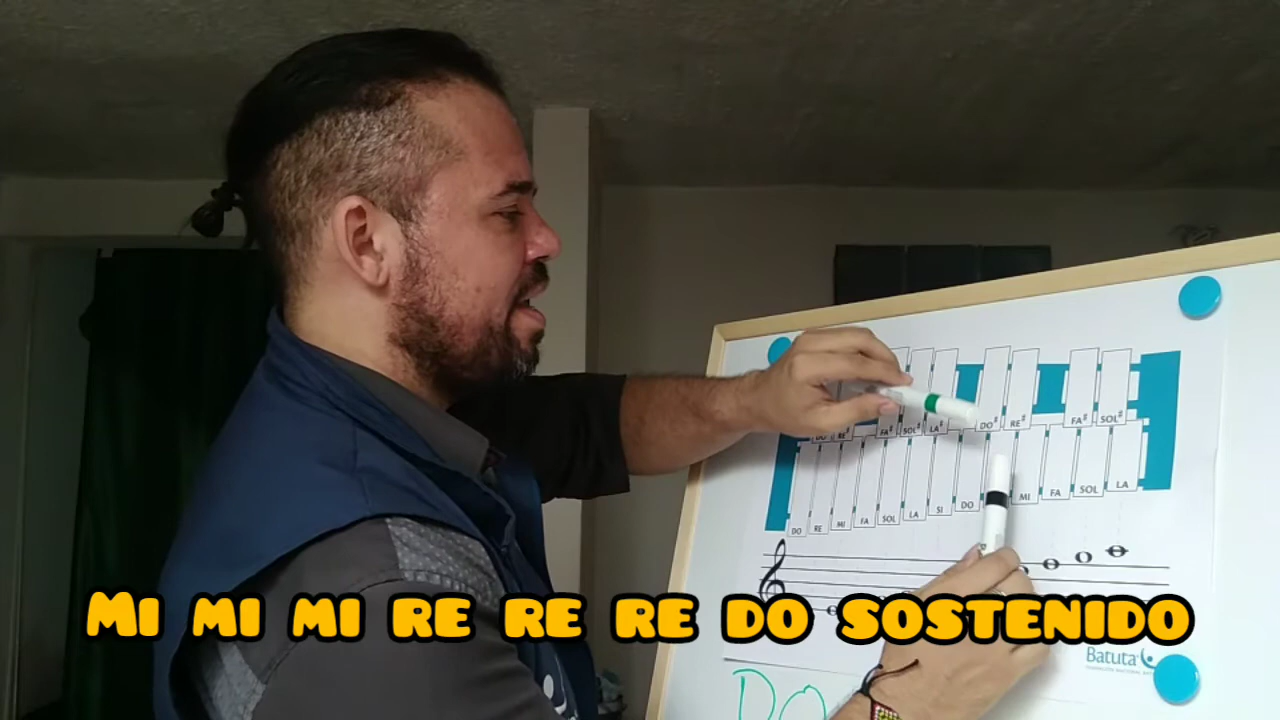 DO# RE# FA# SOL# LA# DO# RE# FA# SOL#
DO RE MI FA SOL LA SI DO MI FA SOL LA
Mi mi mi re re re do sostenido
Batuta
DO